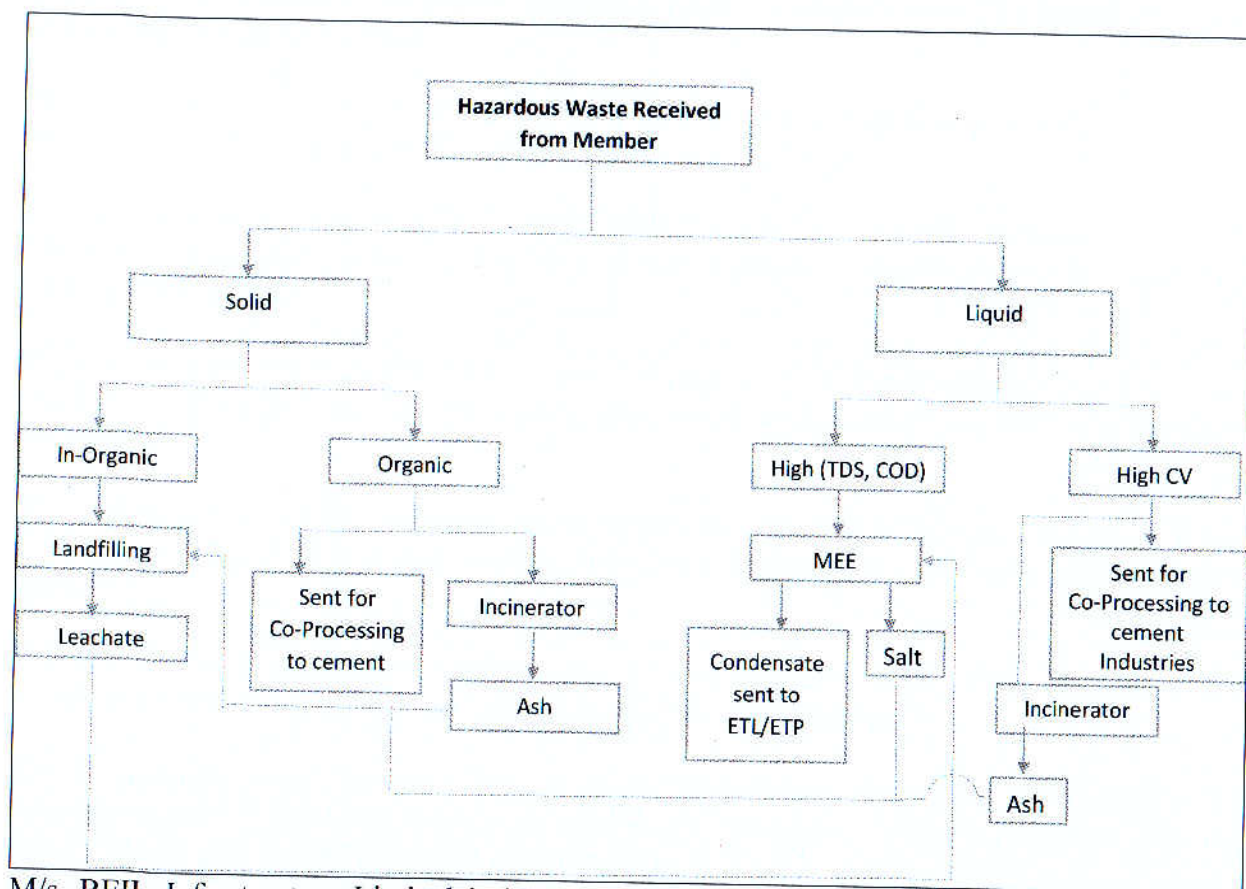 Hazardous Waste Received
from Member
Solid
Liquid
In-Organic
Organic
High (TDS, COD)
High CV
Landfilling
MEE
Sent for
Co-Processing
to cement
Incinerator
Sent for
Co-Processing to
cement
Industries
Leachate
Condensate
sent to
ETL/ETP
Salt
Ash
Incinerator
Ash
M/s
Limited